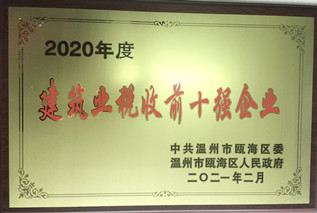 2020年度
建筑业税收前十强企业
中共温州市瓯海区委
温州市瓯海区人民政府
二〇二一年二月